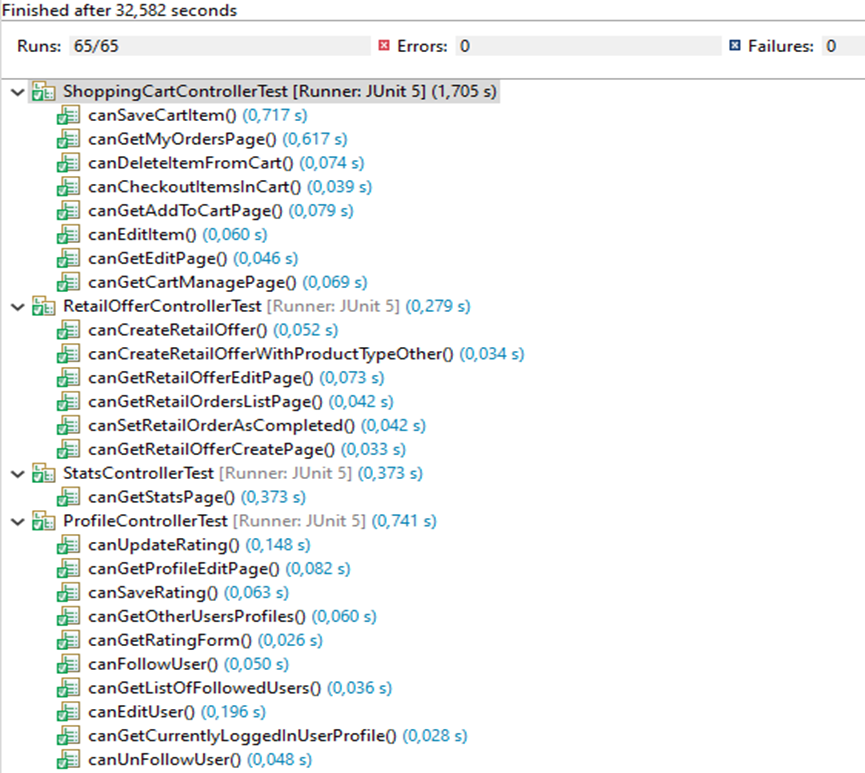 Finished after 32,582 seconds
Runs: 65/65 Errors: 0 Failures: 0
ShoppingCartControllerTest [Runner: JUnit 5] (1,705 s)
canSaveCartItem() (0,717 s)
canGetMyOrdersPage() (0,617 s)
canDeleteItemFromCart() (0,074 s)
canCheckoutItemsInCart() (0,039 s)
canGetAddToCartPage() (0,079 s)
canEditItem() (0,060 s)
canGetEditPage() (0,046 s)
canGetCartManagePage() (0,069 s)
RetailOfferControllerTest [Runner: JUnit 5] (0,279 s)
canCreateRetailOffer() (0,052 s)
canCreateRetailOfferWithProductTypeOther() (0,034 s)
canGetRetailOfferEditPage() (0,073 s)
canGetRetailOrdersListPage() (0,042 s)
canSetRetailOrderAsCompleted() (0,042 s)
canGetRetailOfferCreatePage() (0,033 s)
StatsControllerTest [Runner: JUnit 5] (0,373 s)
canGetStatsPage() (0,373 s)
ProfileControllerTest [Runner: JUnit 5] (0,741 s)
canUpdateRating() (0,148 s)
canGetProfileEditPage() (0,082 s)
canSaveRating() (0,063 s)
canGetOtherUsersProfiles() (0,060 s)
canGetRatingForm() (0,026 s)
canFollowUser() (0,050 s)
canGetListOfFollowedUsers() (0,036 s)
canEditUser() (0,196 s)
canGetCurrentlyLoggedInUserProfile() (0,028 s)
canUnFollowUser() (0,048 s)